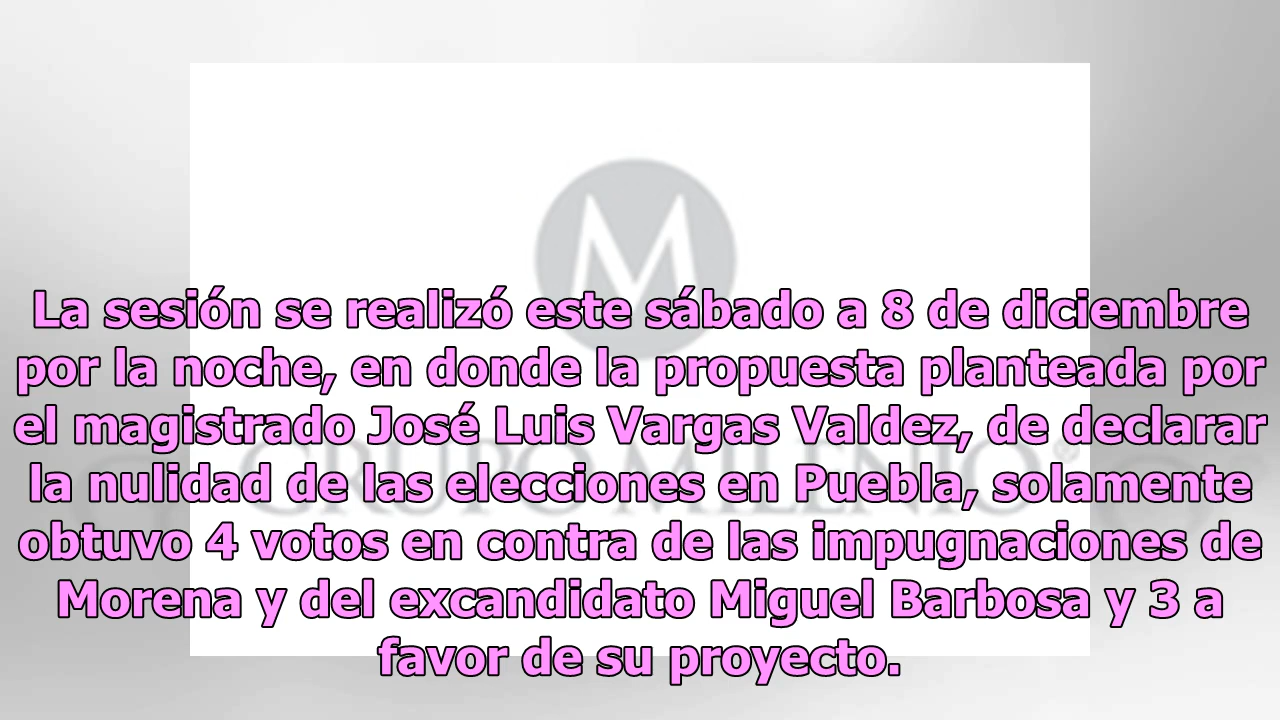 M
La sesión se realizó este sábado a 8 de diciembre
por la noche, en donde la propuesta planteada por
el magistrado José Luis Vargas Valdez, de declarar
la nulidad de las elecciones en Puebla, solamente
GRUPO MILENIO®
obtuvo 4 votos en contra de las impugnaciones de
Morena y del excandidato Miguel Barbosa y 3 a
favor de su proyecto.